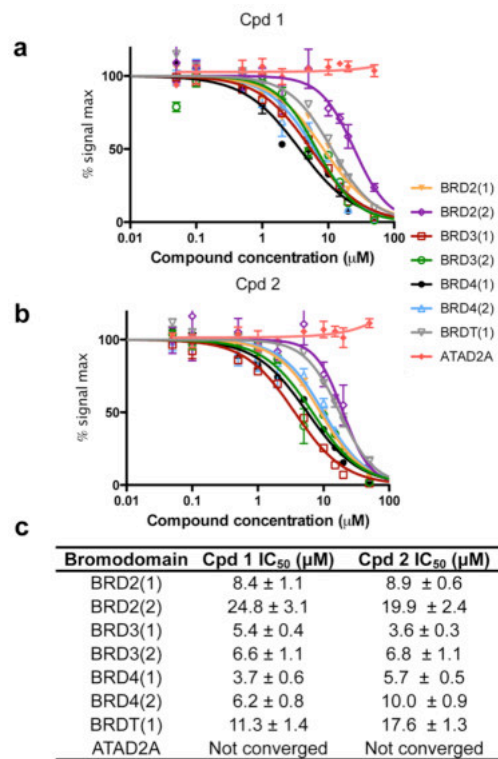 Cpd 1
a
% signal max
100
50
0
0.01 0.1 1 10 100
Compound concentration (μM)
BRD2(1)
BRD2(2)
BRD3(1)
BRD3(2)
BRD4(1)
BRD4(2)
BRDT(1)
ATAD2A
Cpd 2
b
% signal max
100
50
0
0.01 0.1 1 10 100
Compound concentration (μM)
c
Bromodomain Cpd 1 IC50 (μM) Cpd 2 IC50 (μM)
BRD2(1) 8.4 ± 1.1 8.9 ± 0.6
BRD2(2) 24.8 ± 3.1 19.9 ± 2.4
BRD3(1) 5.4 ± 0.4 3.6 ± 0.3
BRD3(2) 6.6 ± 1.1 6.8 ± 1.1
BRD4(1) 3.7 ± 0.6 5.7 ± 0.5
BRD4(2) 6.2 ± 0.8 10.0 ± 0.9
BRDT(1) 11.3 ± 1.4 17.6 ± 1.3
ATAD2A Not converged Not converged